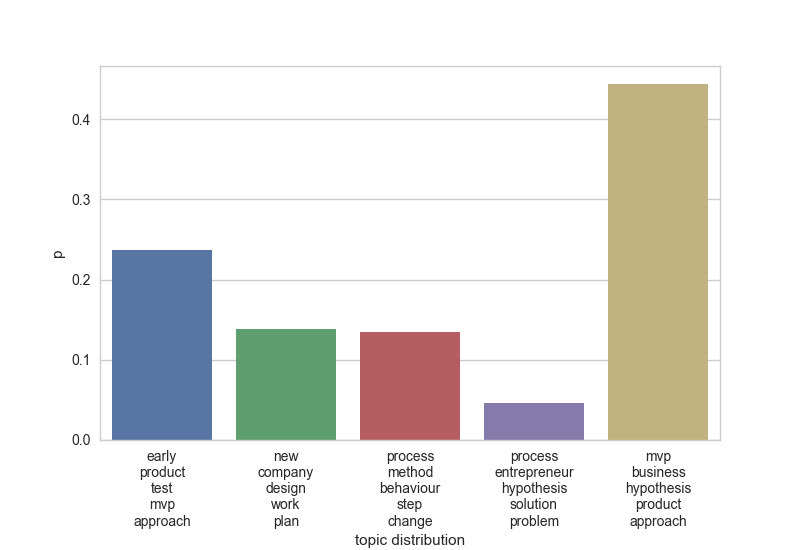 0.4
0.3
0.2
0.1
0.0
p
early
product
test
mvp
approach
new
company
design
work
plan
process
method
behaviour
step
change
process
entrepreneur
hypothesis
solution
problem
mvp
business
hypothesis
product
approach
topic distribution